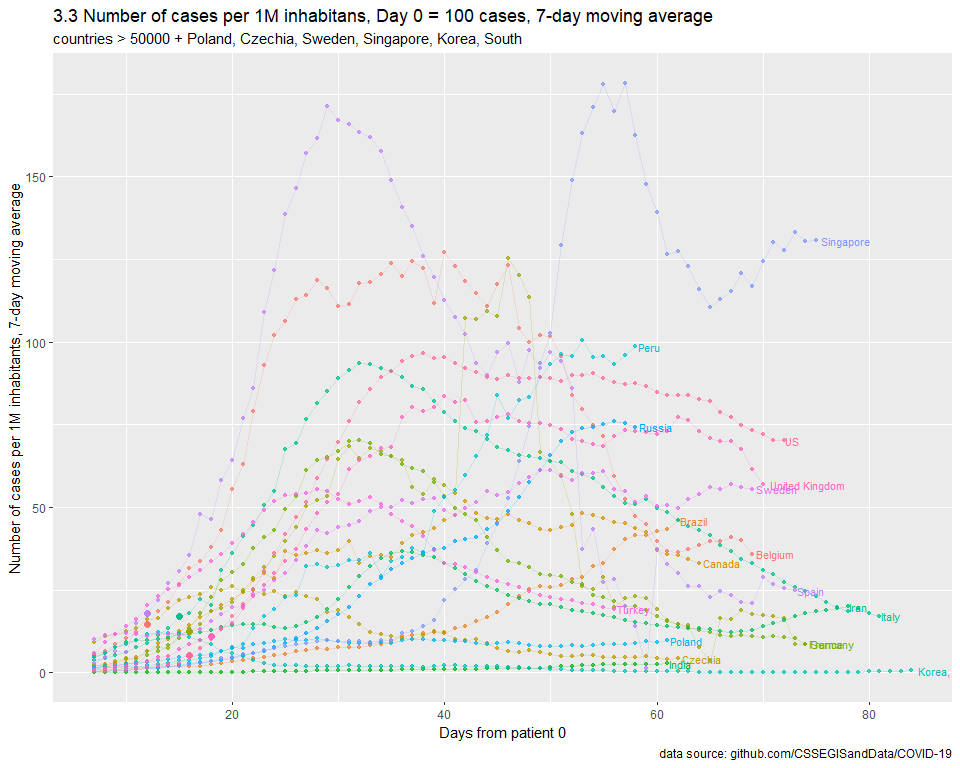 3.3 Number of cases per 1M inhabitans, Day 0 = 100 cases, 7-day moving average
countries > 50000 + Poland, Czechia, Sweden, Singapore, Korea, South
Number of cases per 1M inhabitants, 7-day moving average
150
100
50
0
Singapore
Peru
Russia
US
United Kingdom
Sweden
Brazil
Belgium
Canada
Spain
Turkey
Iran
Italy
Poland
Germany
Czechia
India
Korea,
20
40
60
80
Days from patient 0
data source: github.com/CSSEGISandData/COVID-19